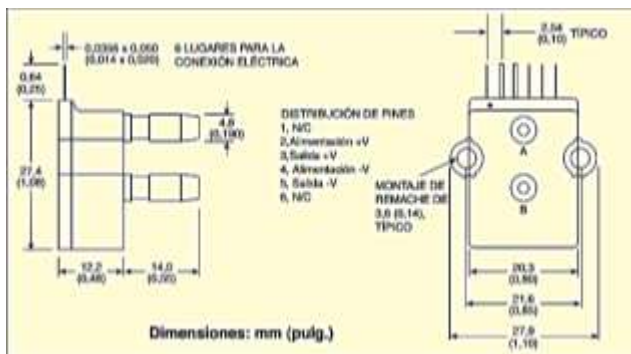 0,0356 x 0,050
(0,014 x 0,020)
6 LUGARES PARA LA
CONEXIÓN ELÉCTRICA
2,54
(0,10)
TÍPICO
0,64
(0,25)
4,8
(0,190)
27,4
(1,08)
DISTRIBUCIÓN DE PINES
1, N/C
2,Alimentación +V
3,Salida +V
4, Alimentación -V
5, Salida -V
6, N/C
A
B
MONTAJE DE
REMACHE DE
3,6 (0,14),
TÍPICO
12,2
(0,48)
14,0
(0,55)
20,3
(0,80)
21,6
(0,85)
27,9
(1,10)
Dimensiones: mm (pulg.)